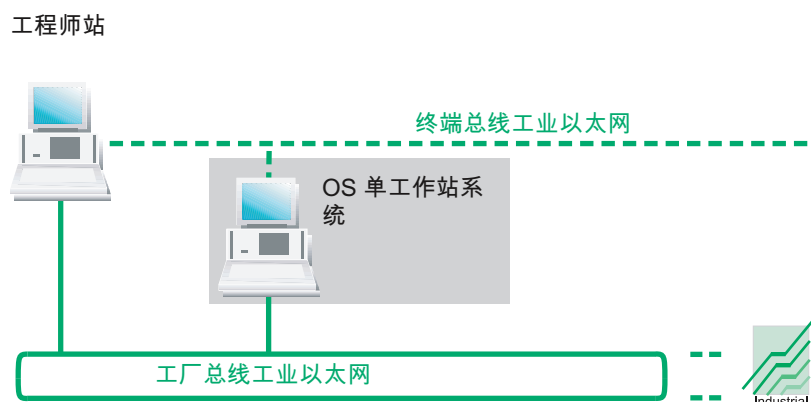 工程师站
终端总线工业以太网
OS 单工作站系
统
工厂总线工业以太网
Industrial